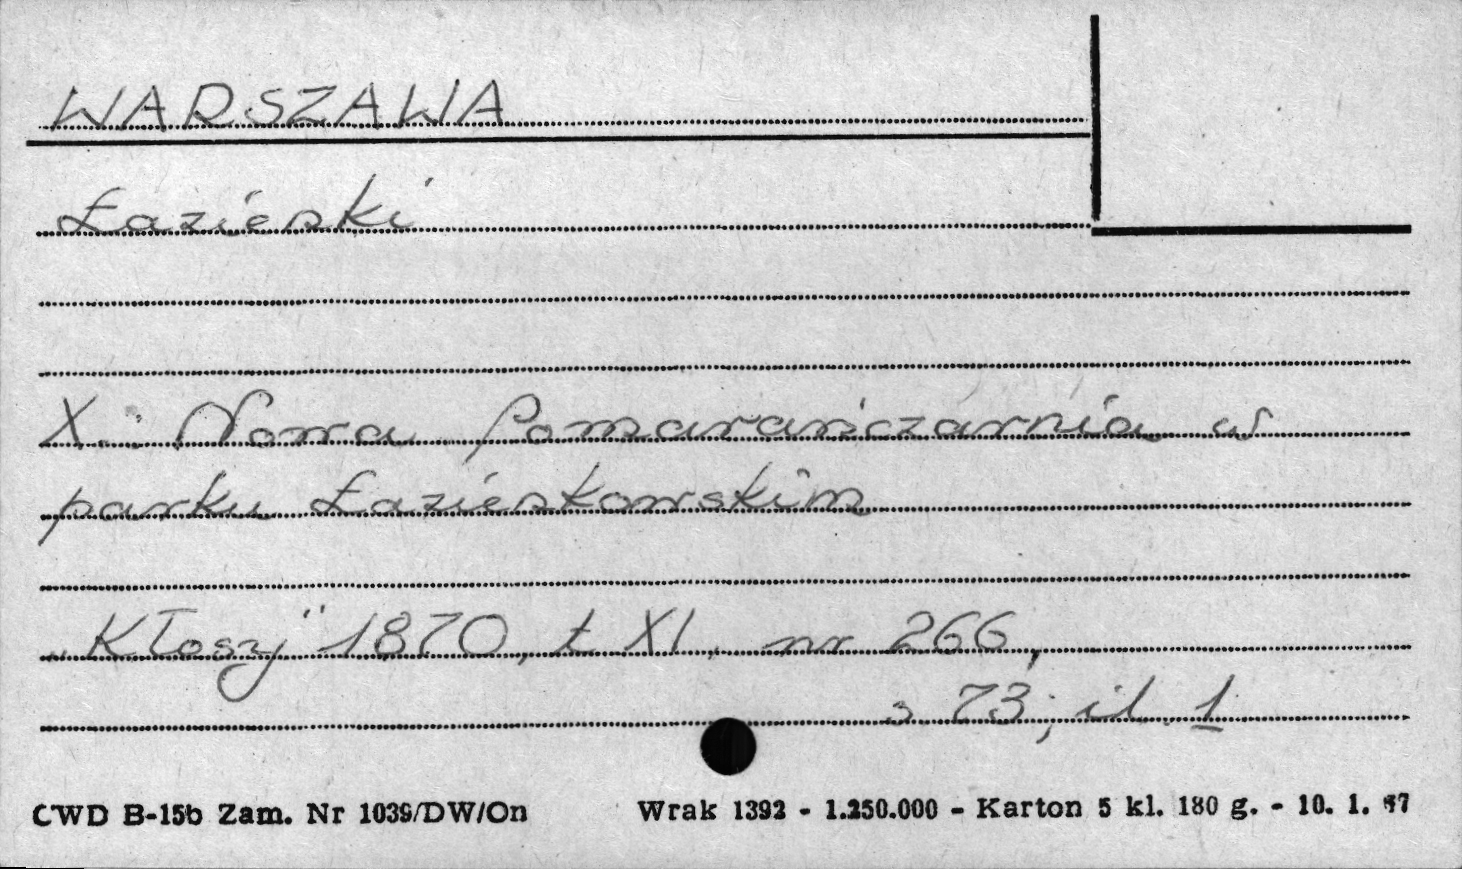 WARSZAWA
Łazienki
X.: Nowa Pomarańczarnia w
parku Łazienkowskim
„Kłosy" 1870, t XI, nr 266,
s 73; il. 1
CWD B-15b Zam. Nr 1039/DW/On Wrak 1392 - 1.250.000 - Karton 5 kl. 180 g. - 10. 1. 47